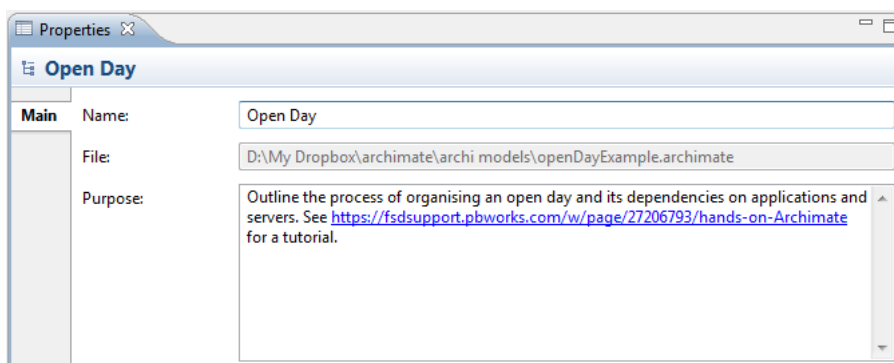 Properties
Open Day
Main
Name:
Open Day
File:
D:\My Dropbox\archimate\archi models\openDayExample.archimate
Purpose:
Outline the process of organising an open day and its dependencies on applications and
servers. See https://fsdsupport.pbworks.com/w/page/27206793/hands-on-Archimate
for a tutorial.